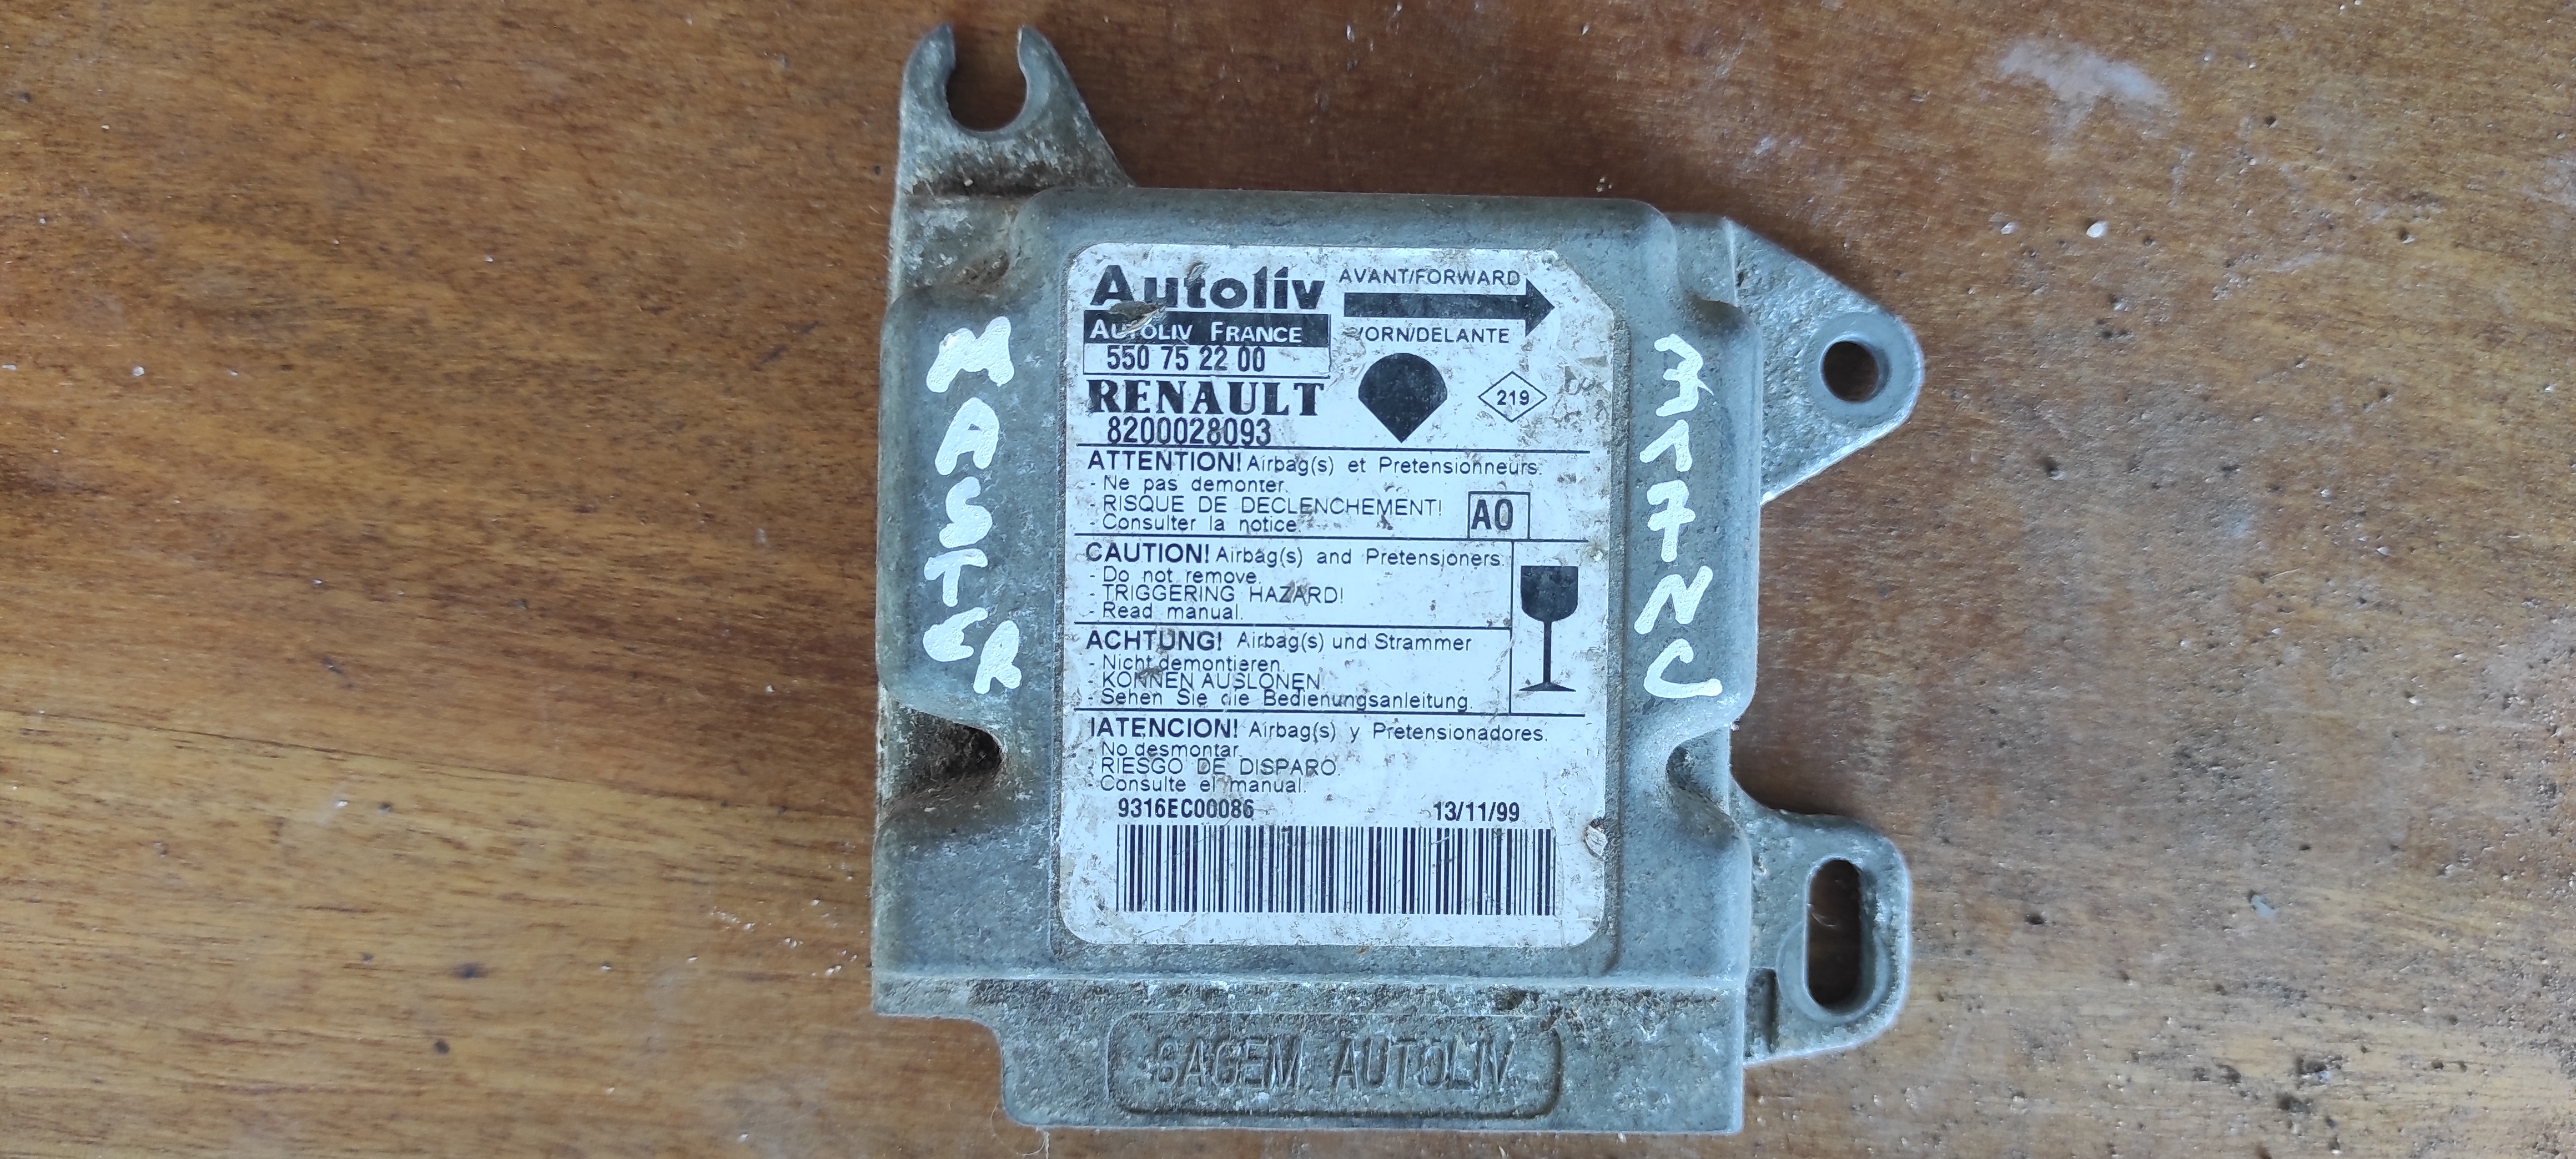 Autoliv
AVANT/FORWARD
AUTOLIV FRANCE
VORN/DELANTE
550 75 22 00
RENAULT
219
8200028093
ATTENTION! Airbag(s) et Pretensionneurs.
- Ne pas demonter.
- RISQUE DE DECLENCHEMENT!
- Consulter la notice.
A0
CAUTION! Airbag(s) and Pretensioners.
- Do not remove.
- TRIGGERING HAZARD!
- Read manual.
ACHTUNG! Airbag(s) und Strammer
- Nicht demontieren.
- KONNEN AUSLONEN
- Sehen Sie die Bedienungsanleitung.
!ATENCION! Airbag(s) y Pretensionadores.
- No desmontar.
- RIESGO DE DISPARO.
- Consulte el manual.
9316EC00086
13/11/99
SAGEM AUTOLIV
MASTER